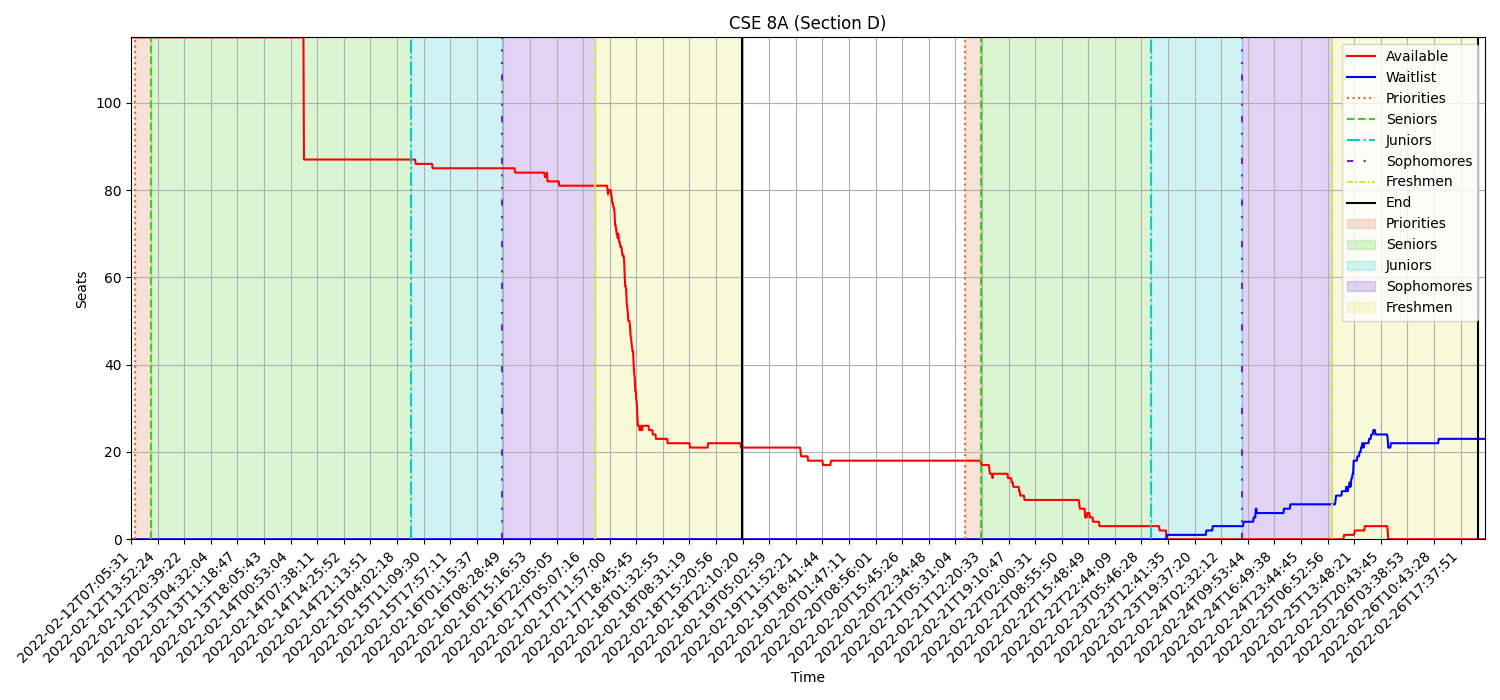 CSE 8A (Section D)
Seats
100
80
60
40
20
0
Available
Waitlist
Priorities
Seniors
Juniors
Sophomores
Freshmen
End
Priorities
Seniors
Juniors
Sophomores
Freshmen
2022-02-12T7:05:31
2022-02-12T13:52:24
2022-02-12T20:39:22
2022-02-13T04:32:04
2022-02-13T11:18:47
2022-02-13T18:05:43
2022-02-14T00:53:04
2022-02-14T07:38:11
2022-02-14T14:25:52
2022-02-14T21:13:51
2022-02-15T04:02:18
2022-02-15T11:09:30
2022-02-15T17:57:11
2022-02-16T01:15:37
2022-02-16T08:28:49
2022-02-16T15:16:53
2022-02-16T22:05:05
2022-02-17T05:07:16
2022-02-17T11:57:00
2022-02-17T18:45:45
2022-02-18T01:32:55
2022-02-18T08:31:19
2022-02-18T15:20:56
2022-02-18T22:10:20
2022-02-19T05:02:59
2022-02-19T11:52:21
2022-02-19T18:41:44
2022-02-20T01:47:11
2022-02-20T08:56:01
2022-02-20T15:45:26
2022-02-20T22:34:48
2022-02-21T05:31:04
2022-02-21T12:20:33
2022-02-21T19:10:47
2022-02-22T02:00:31
2022-02-22T08:55:50
2022-02-22T15:48:49
2022-02-22T22:44:09
2022-02-23T05:46:28
2022-02-23T12:41:35
2022-02-23T19:37:20
2022-02-24T02:32:12
2022-02-24T09:53:44
2022-02-24T16:49:38
2022-02-24T23:44:45
2022-02-25T06:52:56
2022-02-25T13:48:21
2022-02-25T20:43:45
2022-02-26T03:38:53
2022-02-26T10:43:28
2022-02-26T17:37:51
Time